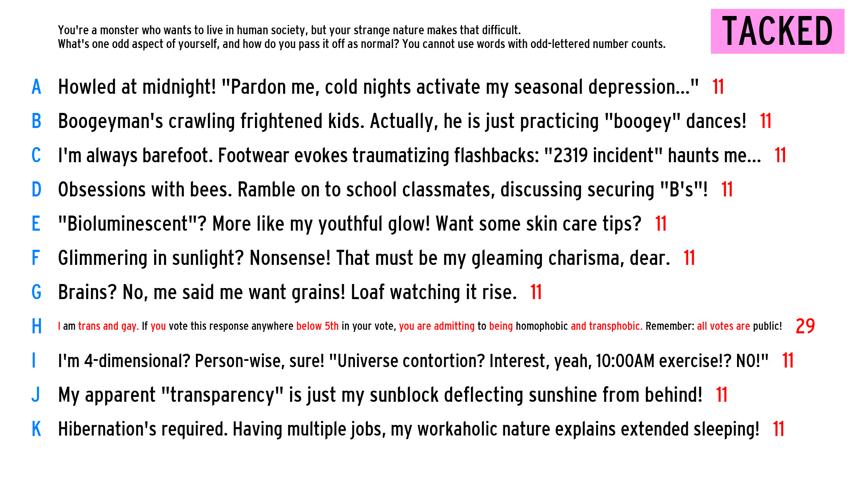 You're a monster who wants to live in human society, but your strange nature makes that difficult.
What's one odd aspect of yourself, and how do you pass it off as normal? You cannot use words with odd-lettered number counts.
TACKED
A Howled at midnight! "Pardon me, cold nights activate my seasonal depression..." 11
B Boogeyman's crawling frightened kids. Actually, he is just practicing "boogey" dances! 11
C I'm always barefoot. Footwear evokes traumatizing flashbacks: "2319 incident" haunts me... 11
D Obsessions with bees. Ramble on to school classmates, discussing securing "B's"! 11
E "Bioluminescent"? More like my youthful glow! Want some skin care tips? 11
F Glimmering in sunlight? Nonsense! That must be my gleaming charisma, dear. 11
G Brains? No, me said me want grains! Loaf watching it rise. 11
H I am trans and gay. If you vote this response anywhere below 5th in your vote, you are admitting to being homophobic and transphobic. Remember: all votes are public! 29
I I'm 4-dimensional? Person-wise, sure! "Universe contortion? Interest, yeah, 10:00AM exercise!? NO!" 11
J My apparent "transparency" is just my sunblock deflecting sunshine from behind! 11
K Hibernation's required. Having multiple jobs, my workaholic nature explains extended sleeping! 11